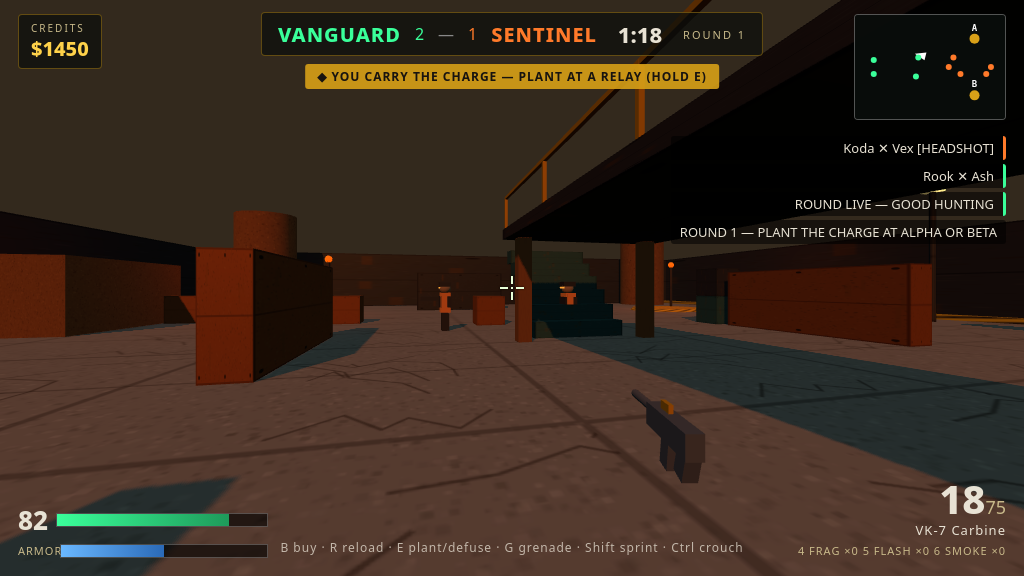 CREDITS
$1450
VANGUARD 2 — 1 SENTINEL 1:18 ROUND 1
◆ YOU CARRY THE CHARGE — PLANT AT A RELAY (HOLD E)
A
B
Koda ✕ Vex [HEADSHOT]
Rook ✕ Ash
ROUND LIVE — GOOD HUNTING
ROUND 1 — PLANT THE CHARGE AT ALPHA OR BETA
82
ARMOR
B buy · R reload · E plant/defuse · G grenade · Shift sprint · Ctrl crouch
18 75
VK-7 Carbine
4 FRAG ×0 5 FLASH ×0 6 SMOKE ×0